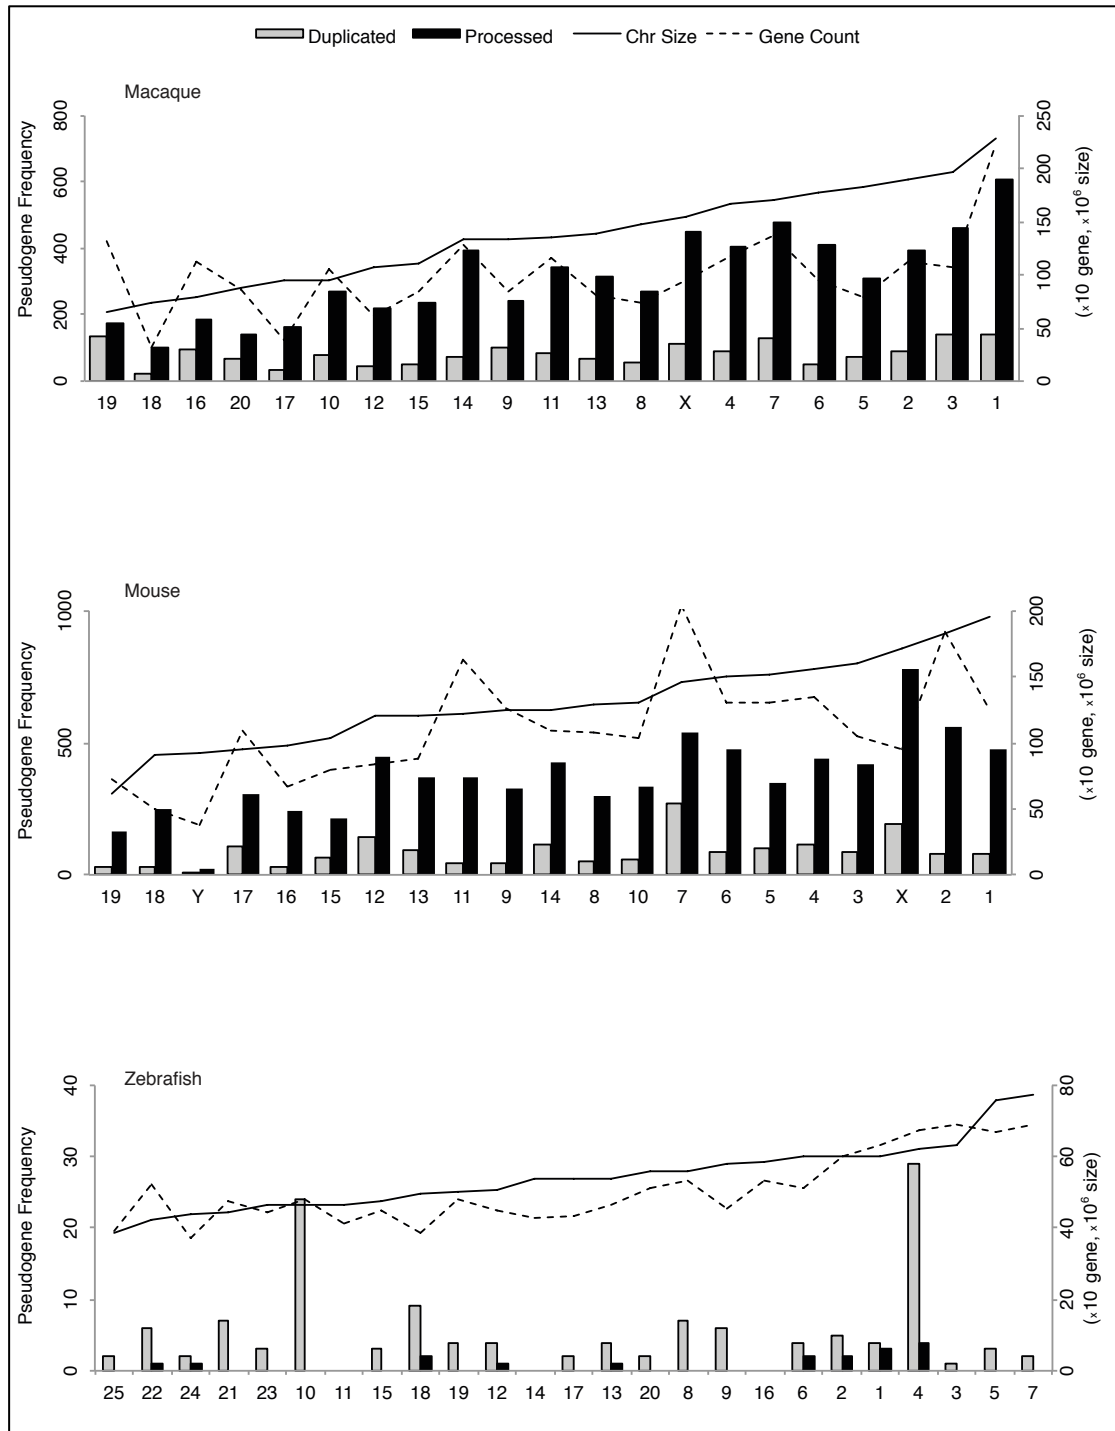 Duplicated Processed Chr Size Gene Count
Macaque
Pseudogene Frequency
800
600
400
200
0
250
200
150
100
50
0
(x10 gene, x10⁶ size)
19 18 16 20 17 10 12 15 14 9 11 13 8 X 4 7 6 5 2 3 1
Mouse
Pseudogene Frequency
1000
500
0
200
150
100
50
0
(x10 gene, x10⁶ size)
19 18 Y 17 16 15 12 13 11 9 14 8 10 7 6 5 4 3 X 2 1
Zebrafish
Pseudogene Frequency
40
30
20
10
0
80
60
40
20
0
(x10 gene, x10⁶ size)
25 22 24 21 23 10 11 15 18 19 12 14 17 13 20 8 9 16 6 2 1 4 3 5 7